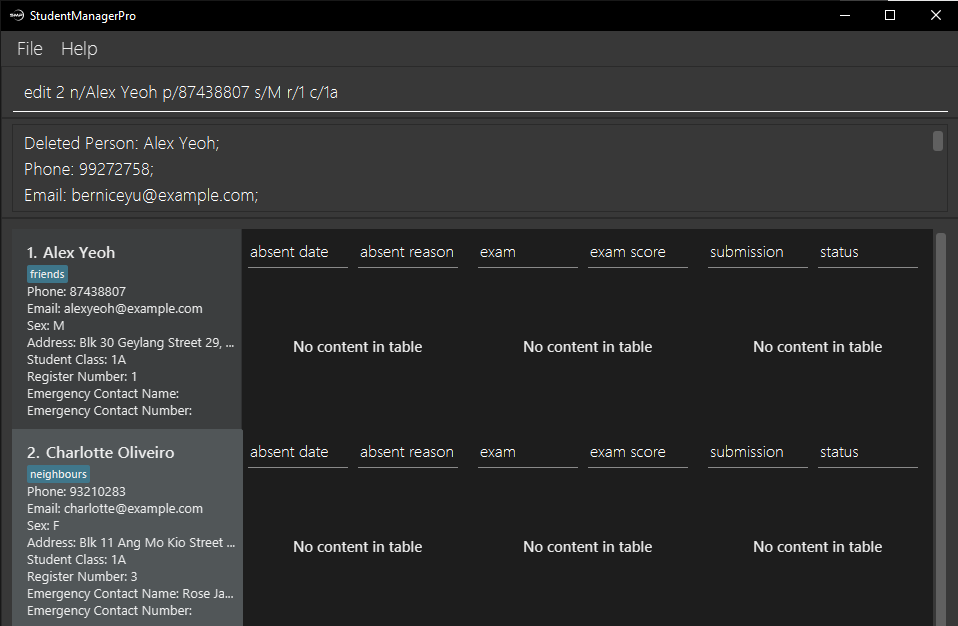 StudentManagerPro
File Help
edit 2 n/Alex Yeoh p/87438807 s/M r/1 c/1a
Deleted Person: Alex Yeoh;
Phone: 99272758;
Email: berniceyu@example.com;
1. Alex Yeoh
friends
Phone: 87438807
Email: alexyeoh@example.com
Sex: M
Address: Blk 30 Geylang Street 29, ...
Student Class: 1A
Register Number: 1
Emergency Contact Name:
Emergency Contact Number:
absent date absent reason exam exam score submission status
No content in table No content in table No content in table
2. Charlotte Oliveiro
neighbours
Phone: 93210283
Email: charlotte@example.com
Sex: F
Address: Blk 11 Ang Mo Kio Street ...
Student Class: 1A
Register Number: 3
Emergency Contact Name: Rose Ja...
Emergency Contact Number:
absent date absent reason exam exam score submission status
No content in table No content in table No content in table